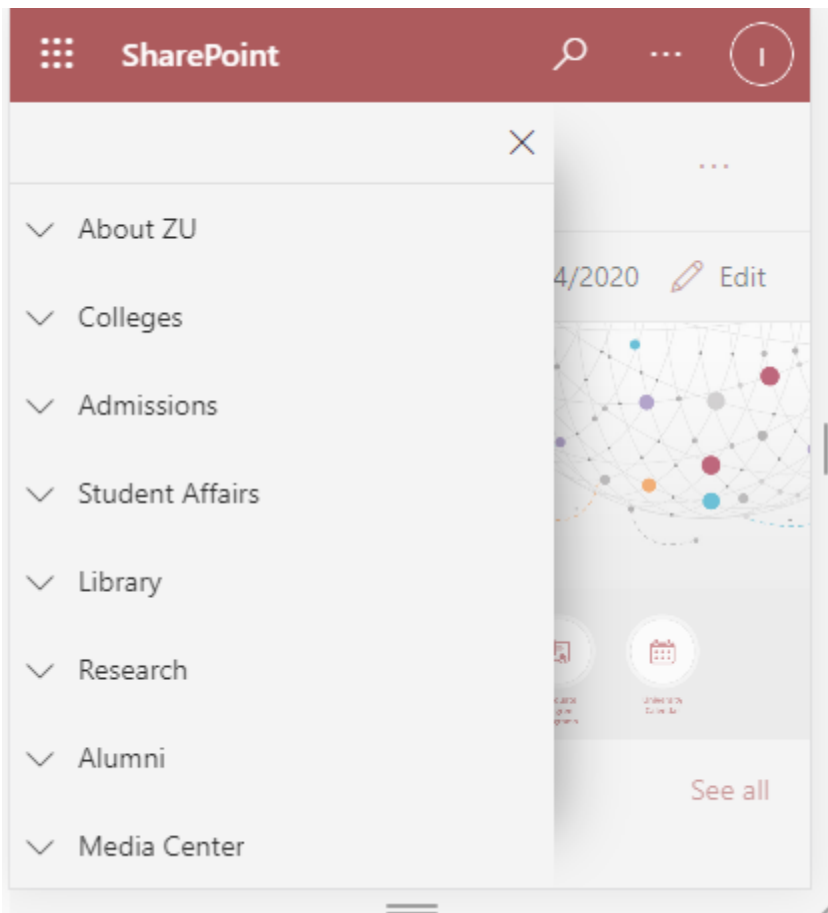 SharePoint
I
About ZU
4/2020 Edit
Colleges
Admissions
Student Affairs
Library
Research
Alumni
See all
Media Center